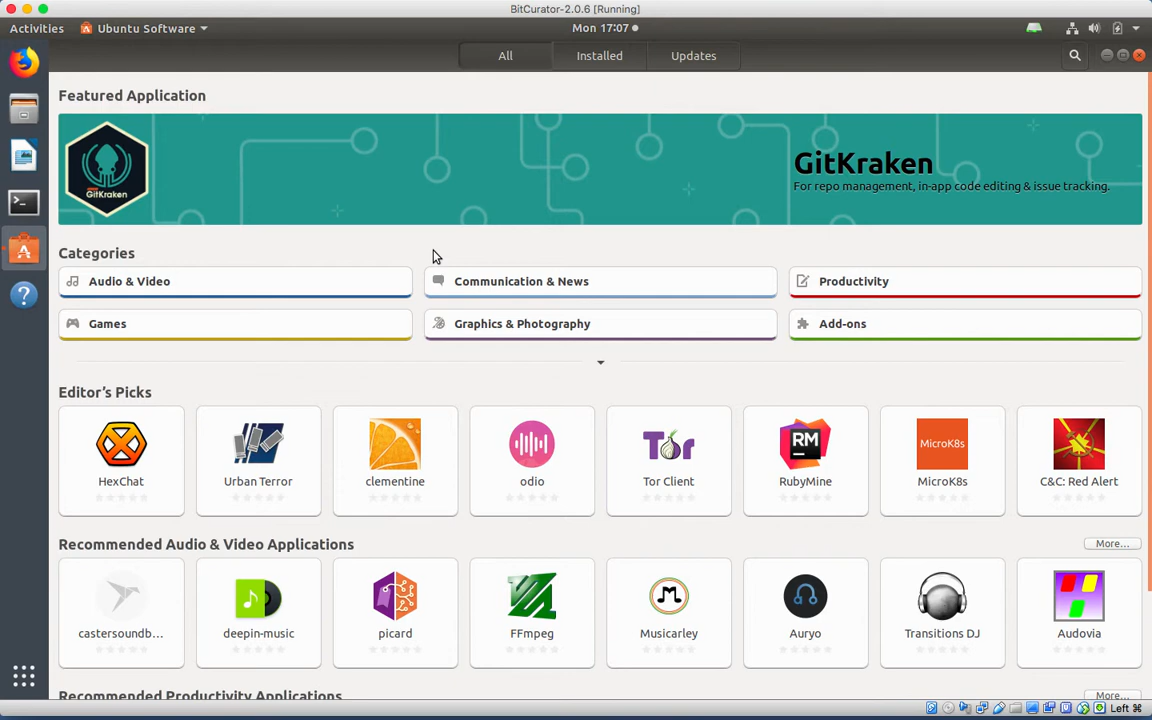 BitCurator-2.0.6 [Running]
Activities Ubuntu Software Mon 17:07
All Installed Updates
Featured Application
GitKraken
GitKraken
For repo management, in-app code editing & issue tracking.
Categories
Audio & Video Communication & News Productivity
Games Graphics & Photography Add-ons
Editor's Picks
Tor RM MicroK8s
HexChat Urban Terror clementine odio Tor Client RubyMine MicroK8s C&C: Red Alert
Recommended Audio & Video Applications More...
castersoundb... deepin-music picard FFmpeg Musicarley Auryo Transitions DJ Audovia
Recommended Productivity Applications More...
Left ⌘